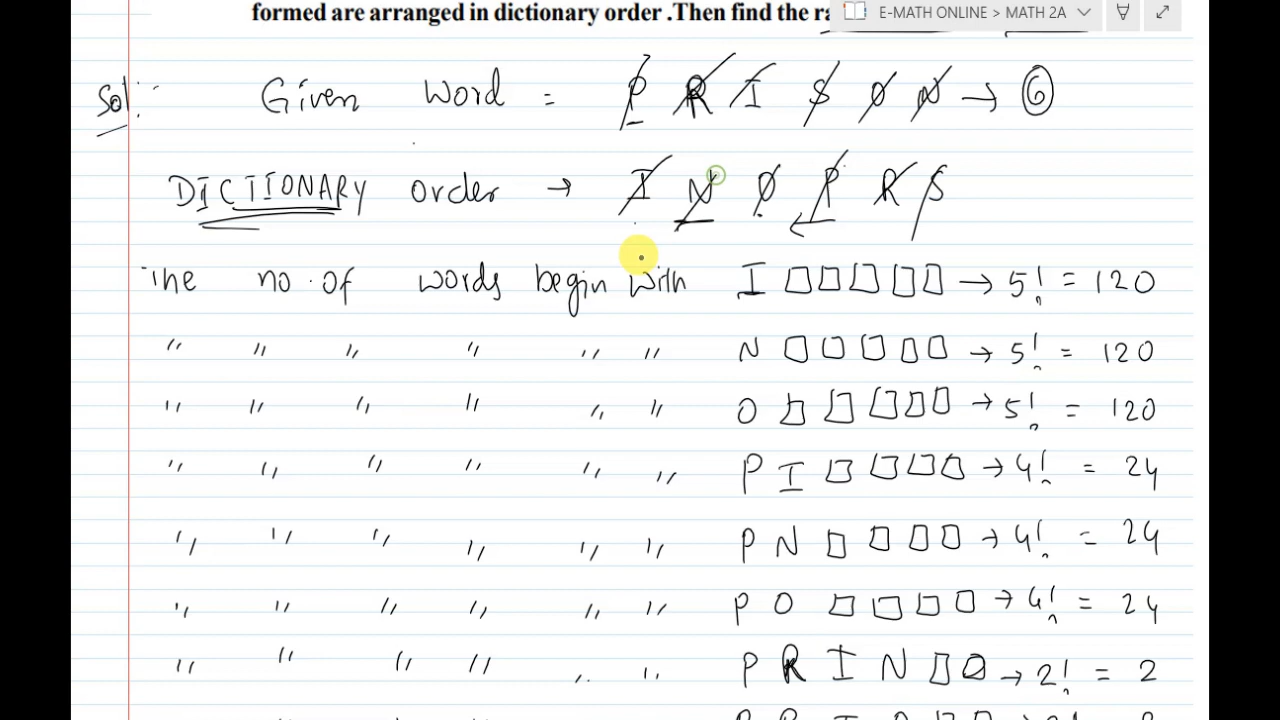 formed are arranged in dictionary order .Then find the ra
E-MATH ONLINE > MATH 2A
Sol: Given Word = P R I S O N → 6
DICTIONARY order → I N O P R S
The no. of words begin with I □□□□□ → 5! = 120
" " " " " " N □□□□□ → 5! = 120
" " " " " " O □□□□□ → 5! = 120
" " " " " " P I □□□□ → 4! = 24
" " " " " " P N □□□□ → 4! = 24
" " " " " " P O □□□□ → 4! = 24
" " " " " " P R I N □□ → 2! = 2